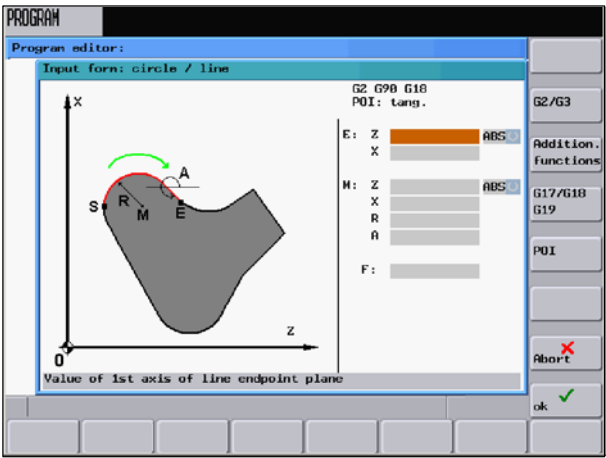 PROGRAM
Program editor:
Input form: circle / line
X
A
S
R
M
E
Z
0
G2 G90 G18
POI: tang.
E: Z ABS
X
M: Z ABS
X
R
A
F:
Value of 1st axis of line endpoint plane
G2/G3
Addition.
functions
G17/G18
G19
POI
Abort
ok